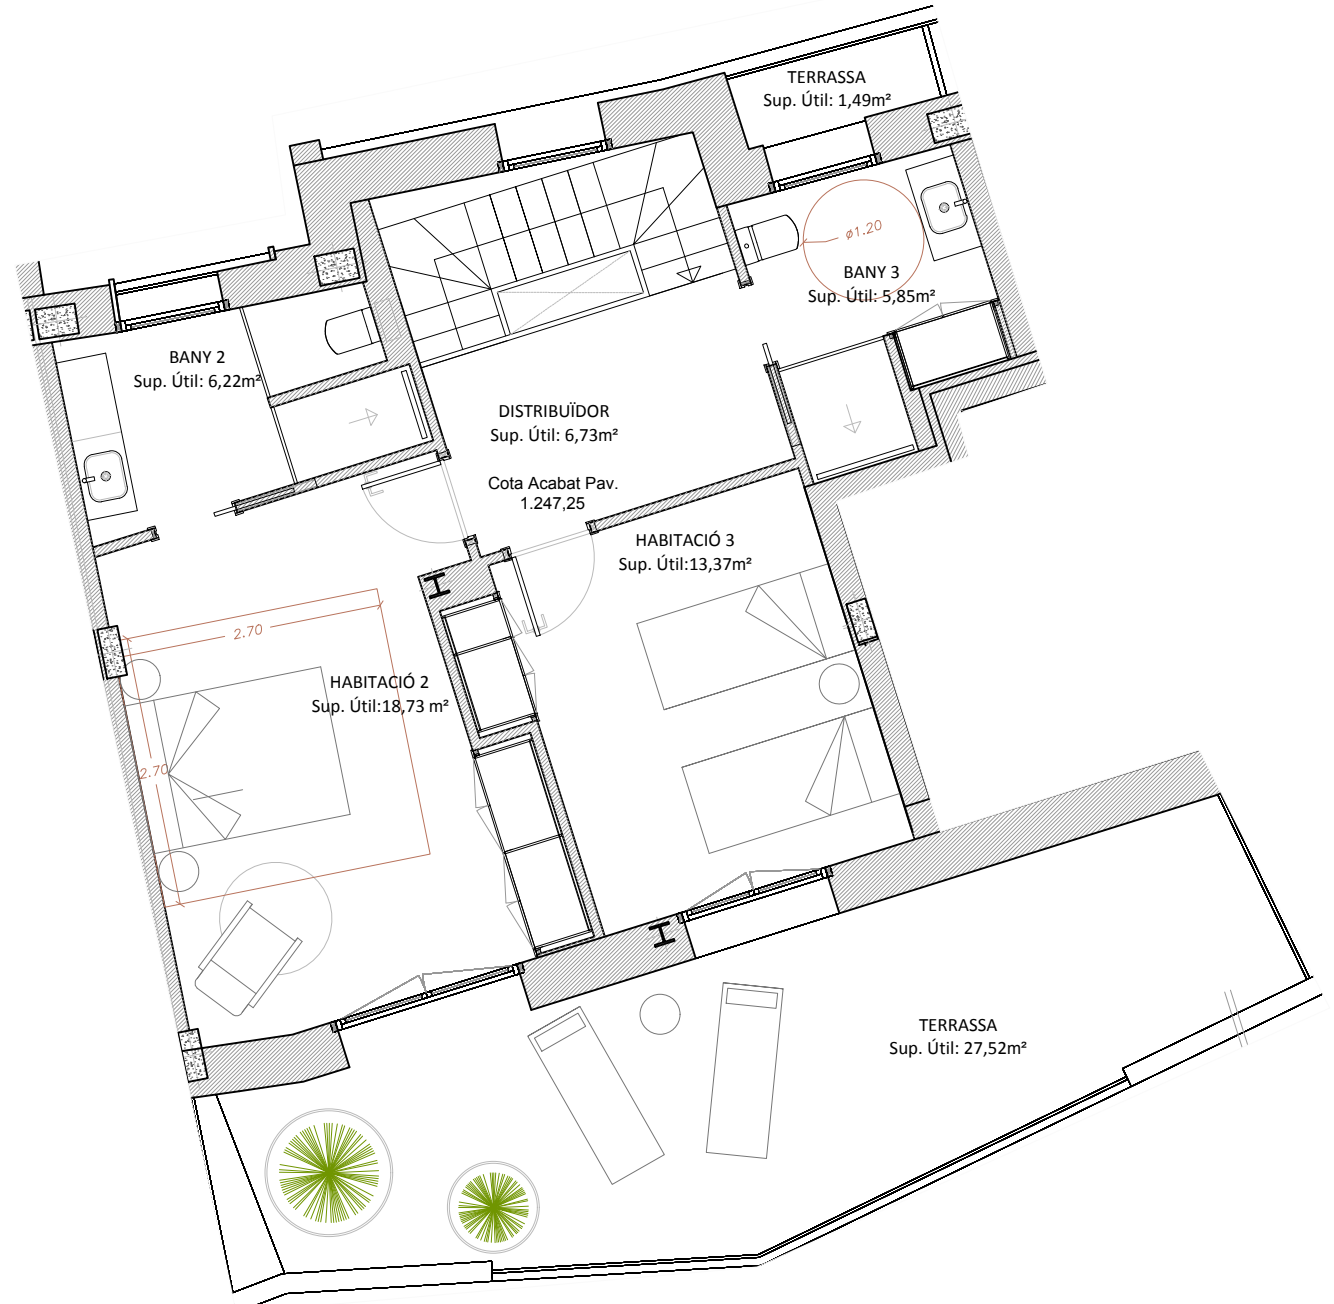 TERRASSA
Sup. Útil: 1,49m²
ø1.20
BANY 3
Sup. Útil: 5,85m²
BANY 2
Sup. Útil: 6,22m²
DISTRIBUÏDOR
Sup. Útil: 6,73m²
Cota Acabat Pav.
1.247,25
HABITACIÓ 3
Sup. Útil:13,37m²
2.70
HABITACIÓ 2
Sup. Útil:18,73 m²
2.70
TERRASSA
Sup. Útil: 27,52m²